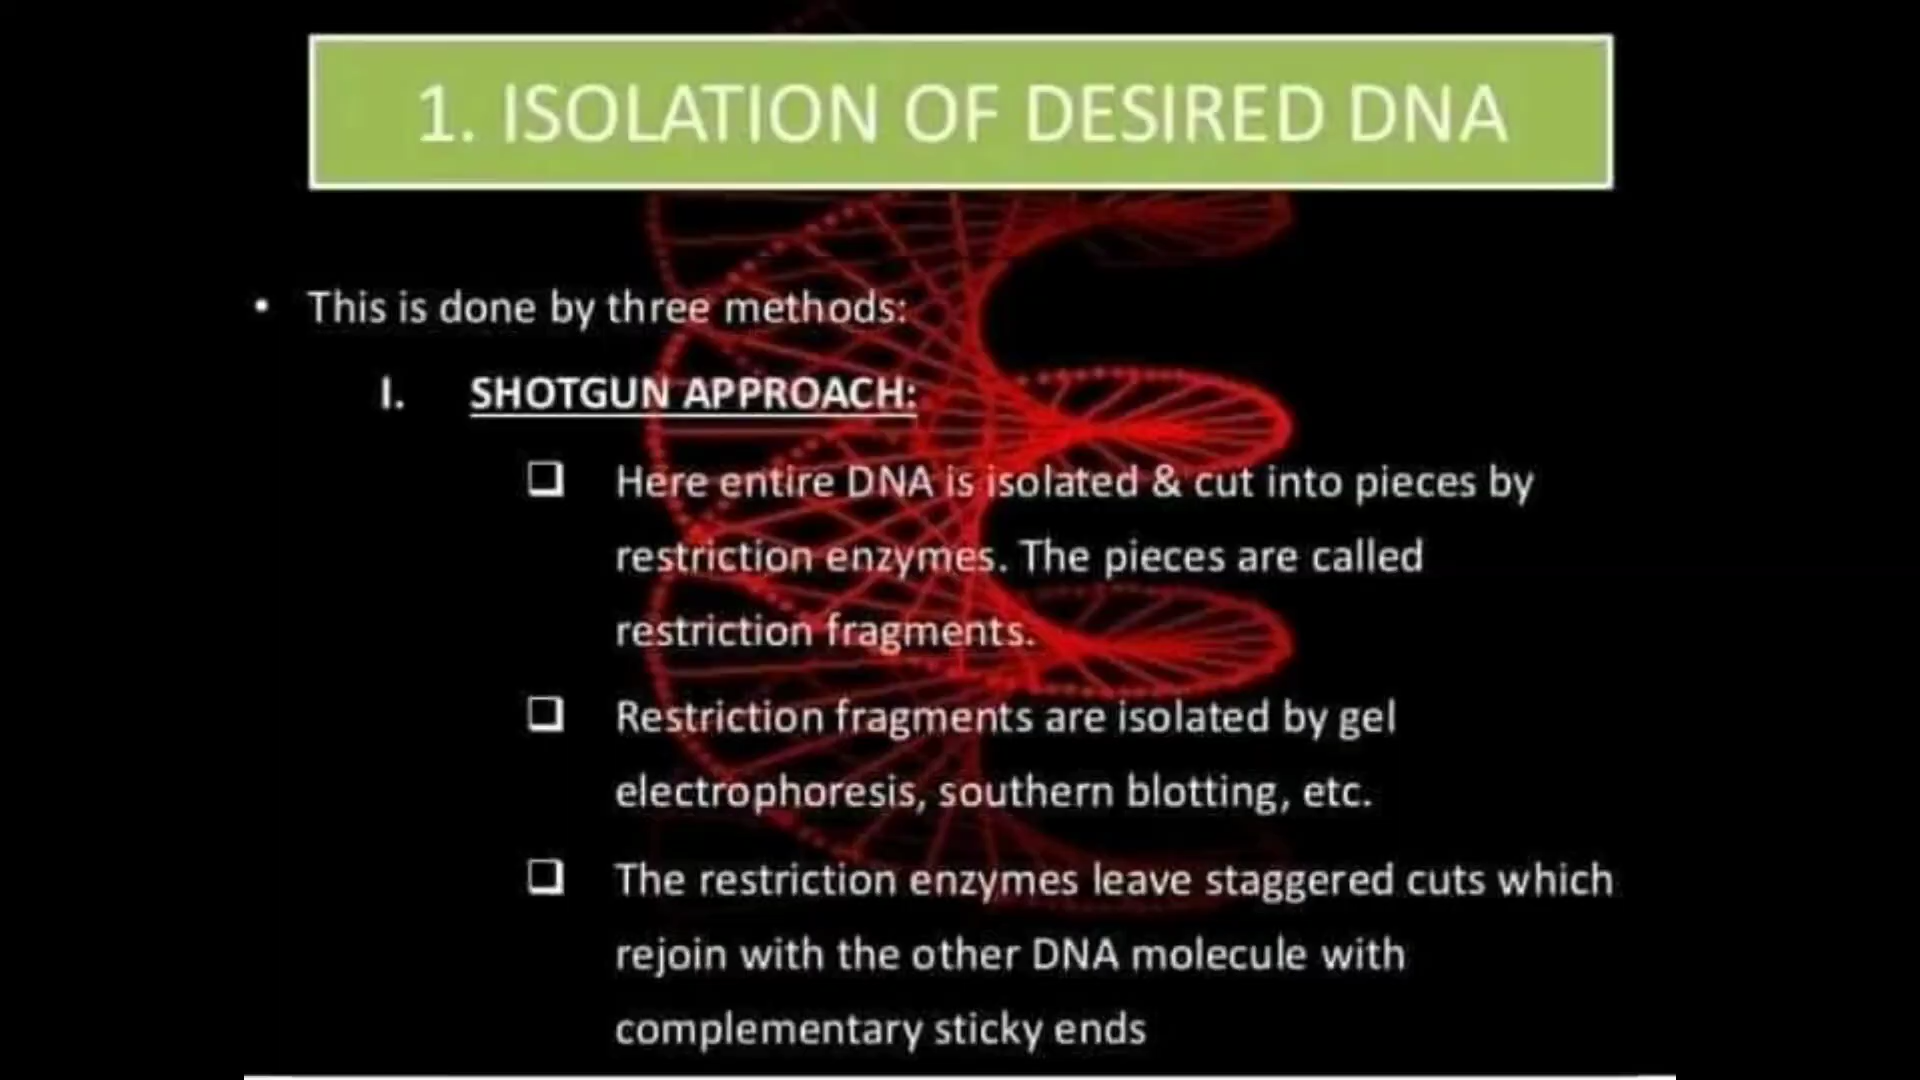 1. ISOLATION OF DESIRED DNA
• This is done by three methods:
I. SHOTGUN APPROACH:
❑ Here entire DNA is isolated & cut into pieces by
restriction enzymes. The pieces are called
restriction fragments.
❑ Restriction fragments are isolated by gel
electrophoresis, southern blotting, etc.
❑ The restriction enzymes leave staggered cuts which
rejoin with the other DNA molecule with
complementary sticky ends